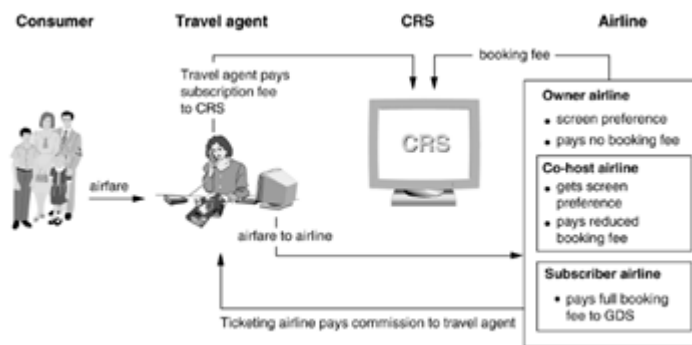 Consumer
Travel agent
CRS
Airline
booking fee
Travel agent pays
subscription fee
to CRS
CRS
airfare
airfare to airline
Ticketing airline pays commission to travel agent
Owner airline
• screen preference
• pays no booking fee
Co-host airline
• gets screen
preference
• pays reduced
booking fee
Subscriber airline
• pays full booking
fee to GDS